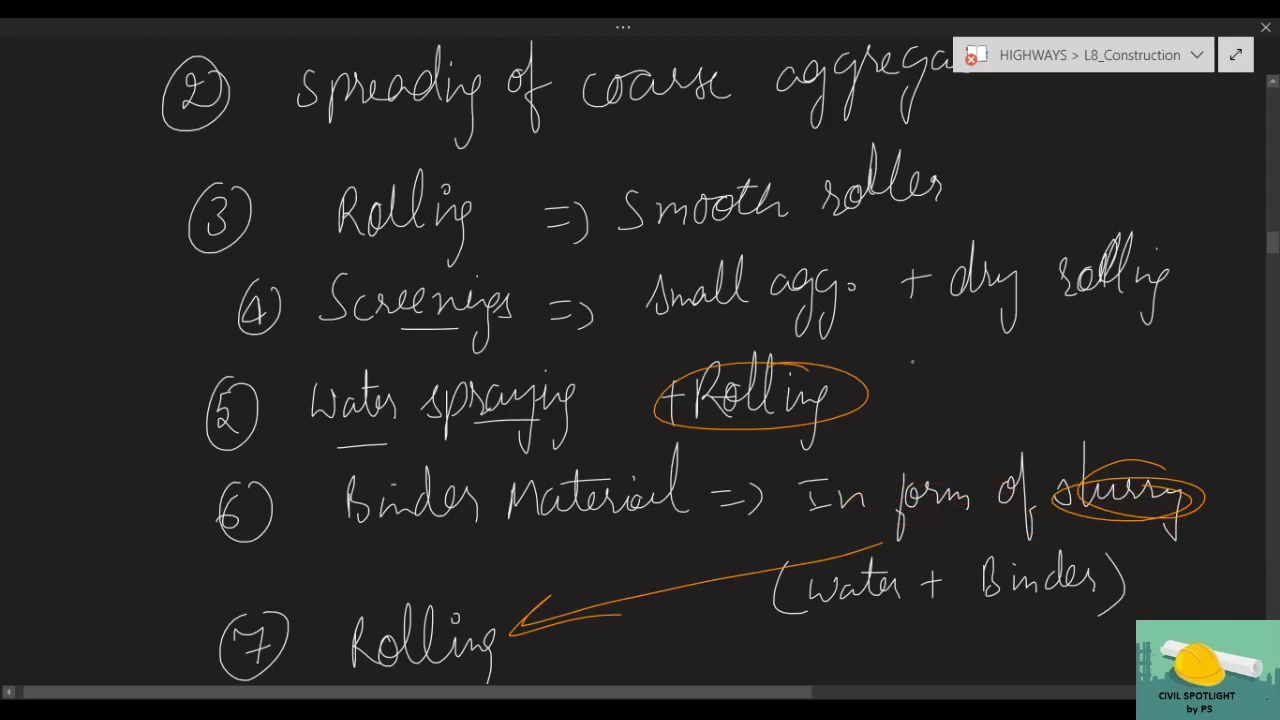 HIGHWAYS > L8_Construction
② Spreading of coarse aggrega
③ Rolling => Smooth roller
④ Screenings => small agg. + dry rolling
⑤ Water spraying + Rolling
⑥ Binder Material => In form of slurry
(Water + Binder)
⑦ Rolling
CIVIL SPOTLIGHT
by PS